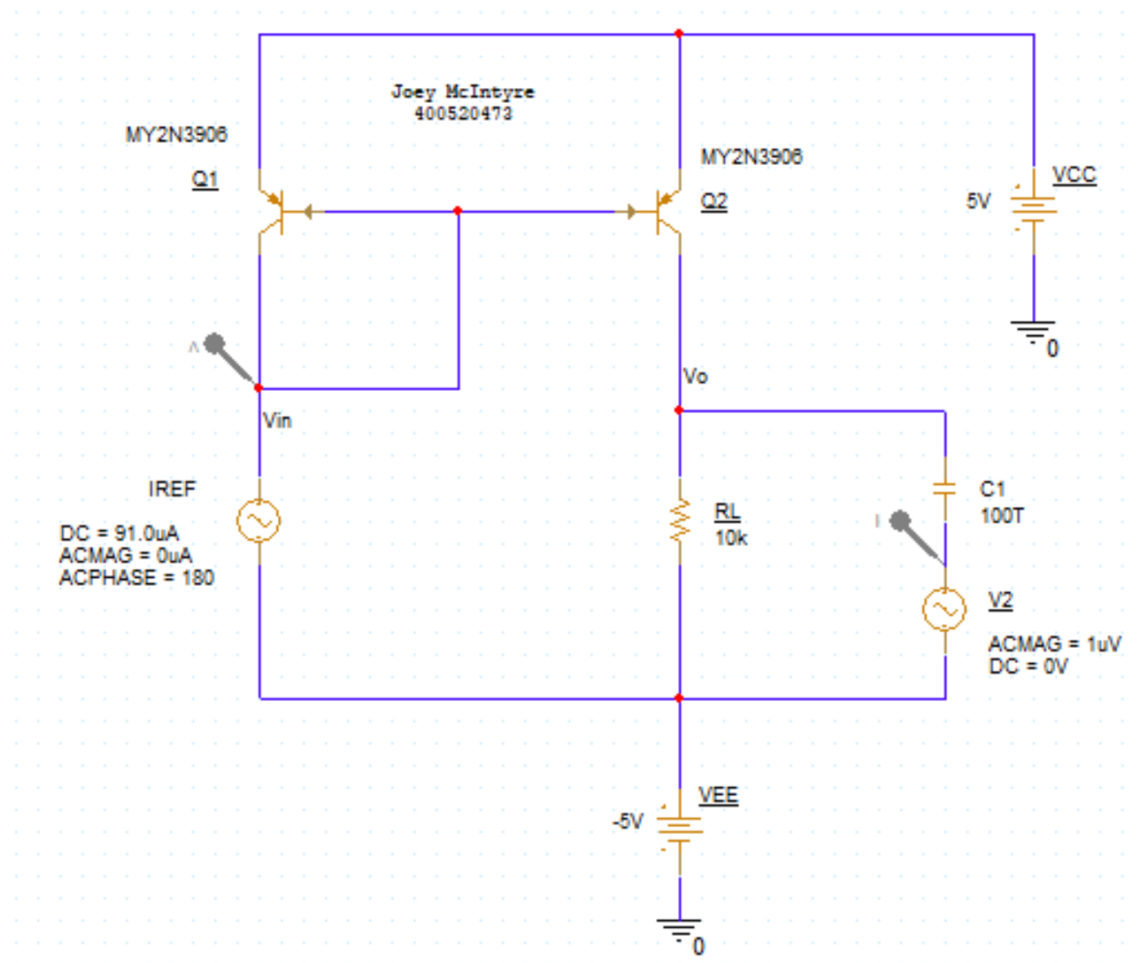 Joey McIntyre
400520473
MY2N3906
Q1
MY2N3906
Q2
VCC
5V
0
A
Vin
Vo
IREF
DC = 91.0uA
ACMAG = 0uA
ACPHASE = 180
RL
10k
C1
100T
I
V2
ACMAG = 1uV
DC = 0V
VEE
-5V
0